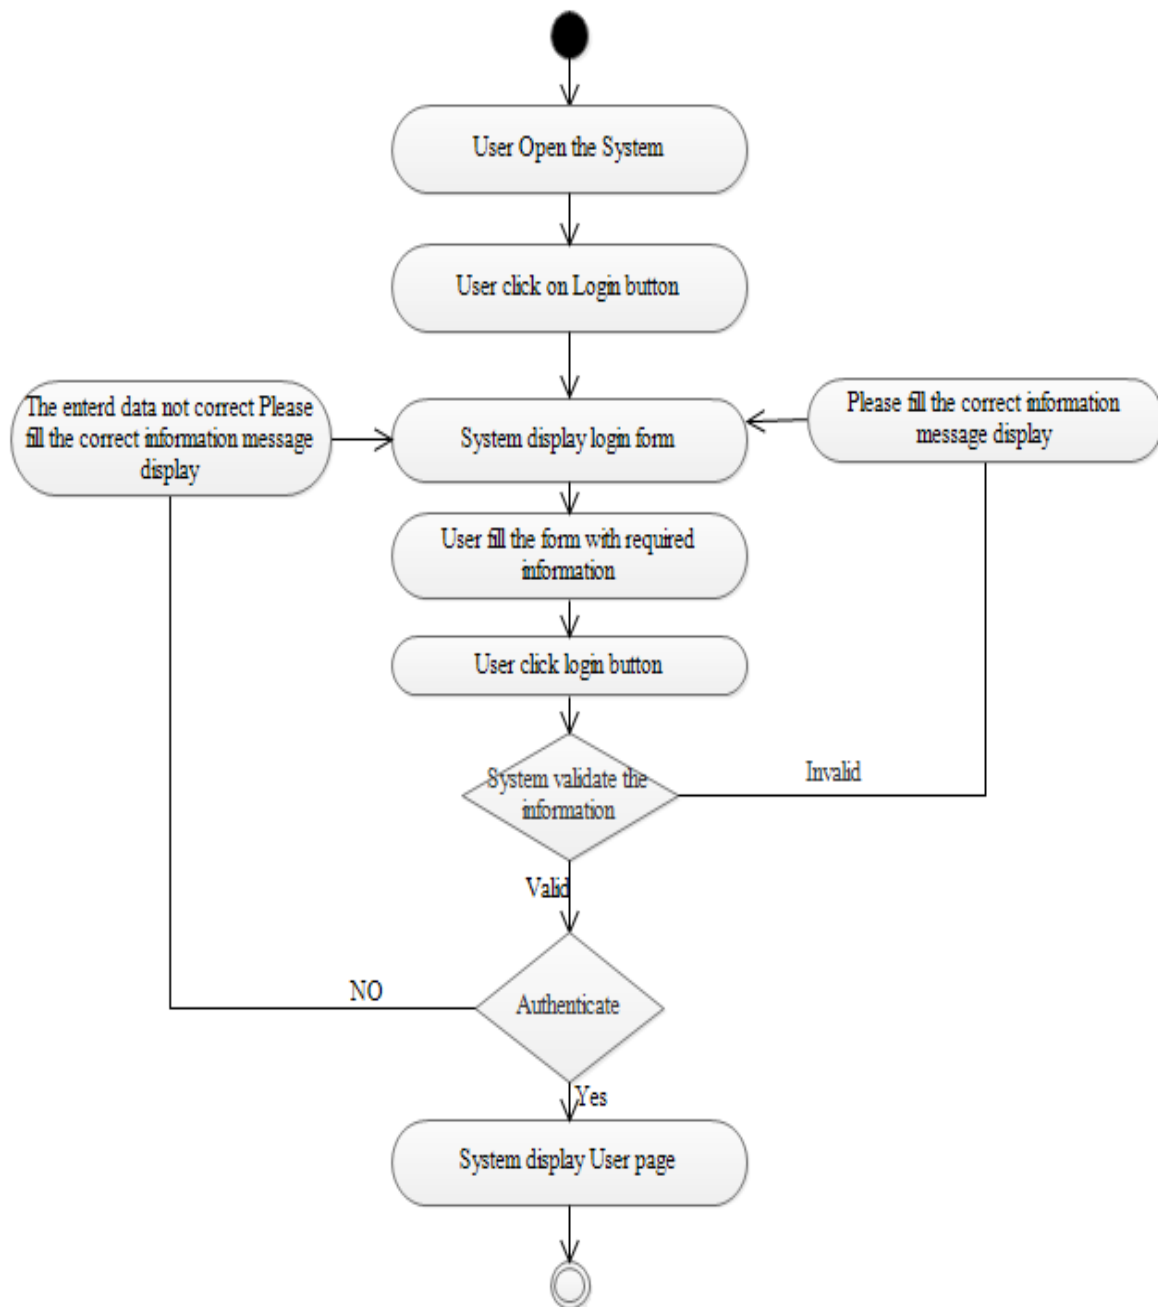 User Open the System
User click on Login button
The enterd data not correct Please
fill the correct information message
display
System display login form
Please fill the correct information
message display
User fill the form with required
information
User click login button
System validate the
information
Invalid
Valid
NO
Authenticate
Yes
System display User page